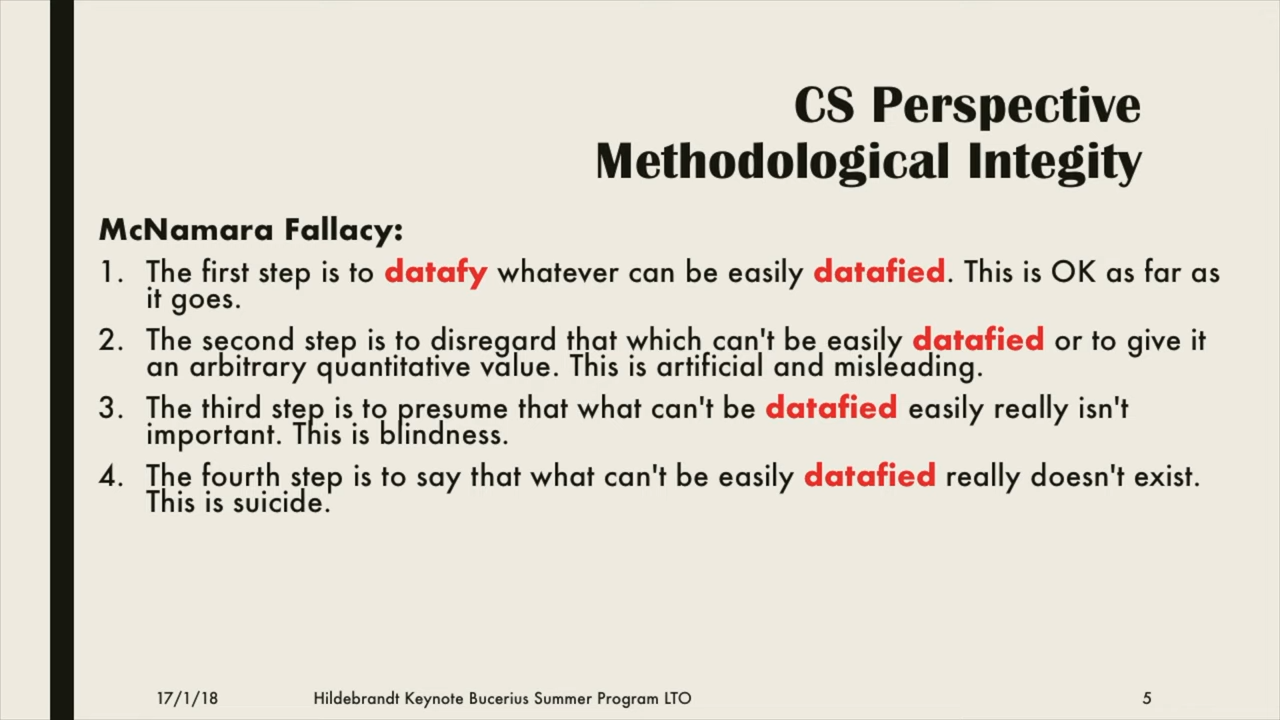 CS Perspective
Methodological Integity
McNamara Fallacy:
1. The first step is to datafy whatever can be easily datafied. This is OK as far as
it goes.
2. The second step is to disregard that which can't be easily datafied or to give it
an arbitrary quantitative value. This is artificial and misleading.
3. The third step is to presume that what can't be datafied easily really isn't
important. This is blindness.
4. The fourth step is to say that what can't be easily datafied really doesn't exist.
This is suicide.
17/1/18 Hildebrandt Keynote Bucerius Summer Program LTO 5